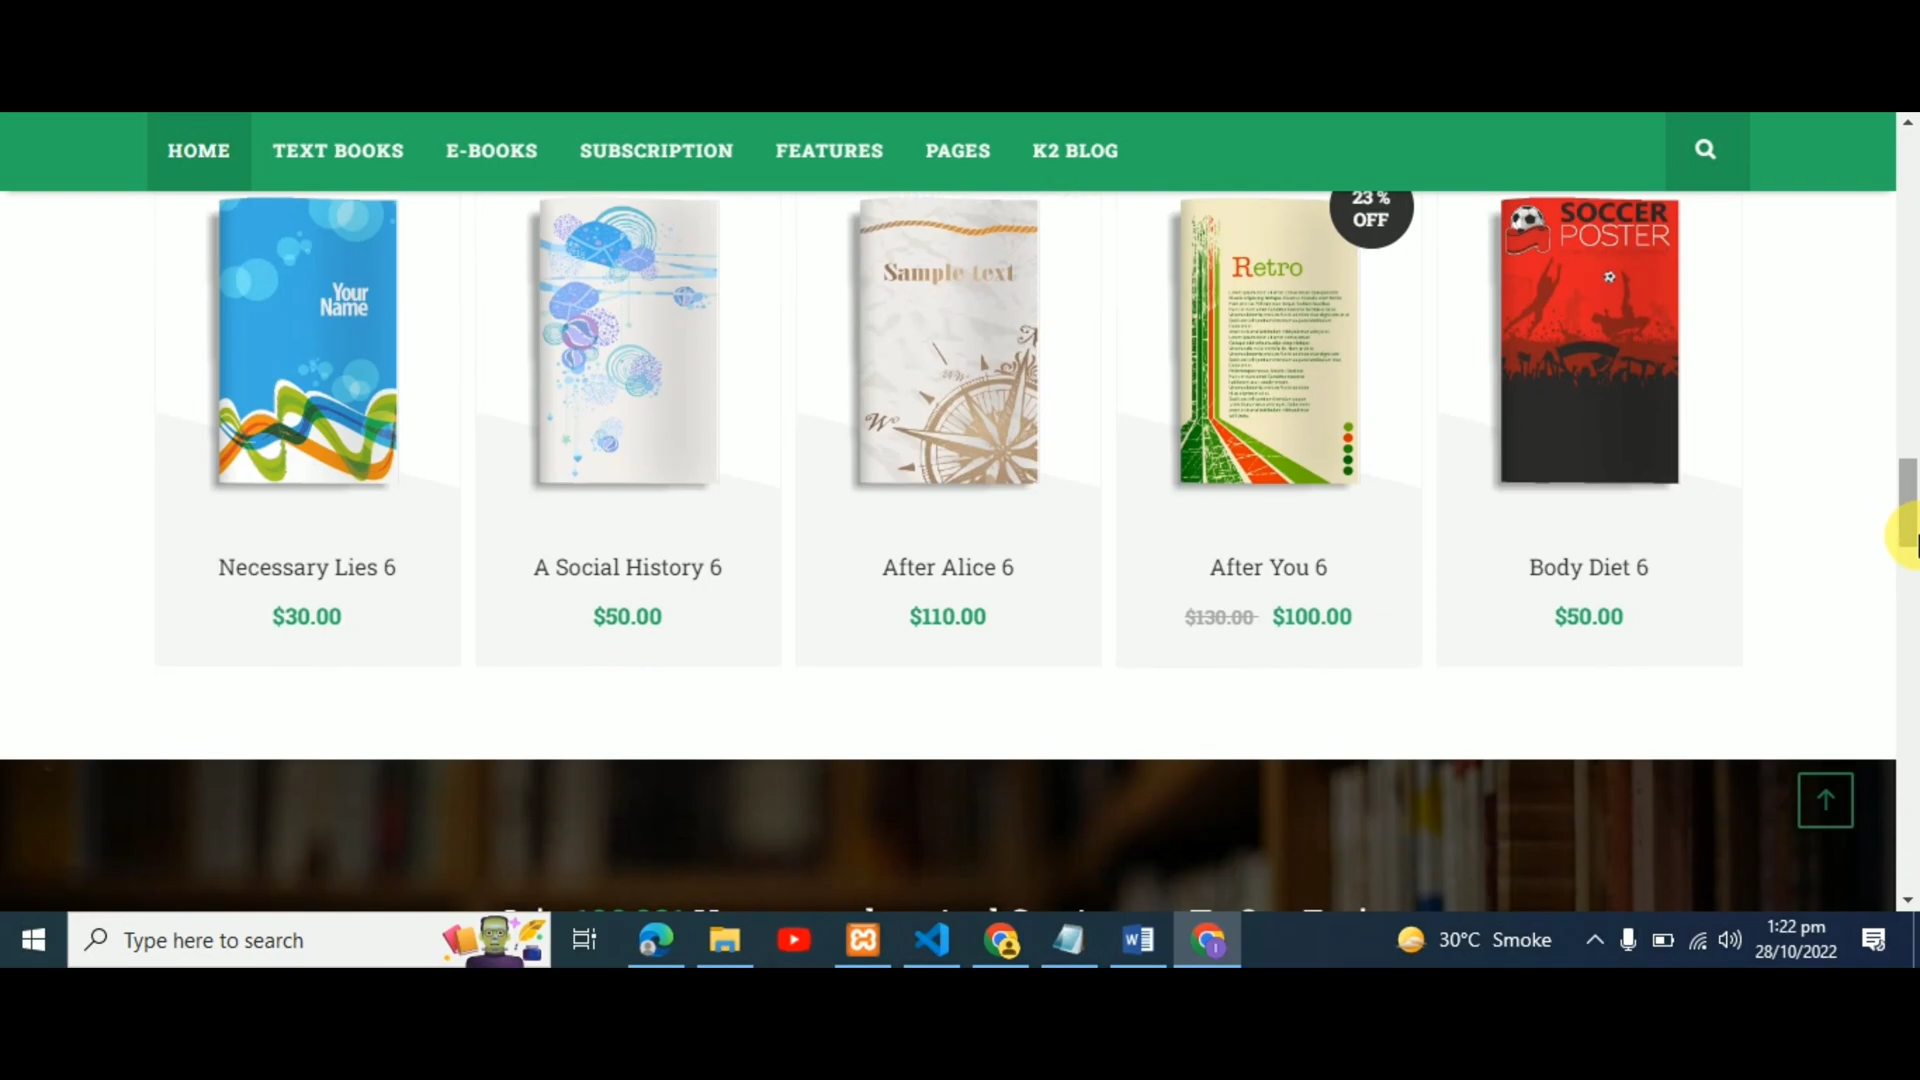 HOME TEXT BOOKS E-BOOKS SUBSCRIPTION FEATURES PAGES K2 BLOG
23 %
OFF
Your
Name
Sample text
W
Retro
SOCCER
POSTER
Necessary Lies 6
$30.00
A Social History 6
$50.00
After Alice 6
$110.00
After You 6
$130.00 $100.00
Body Diet 6
$50.00
Type here to search
30°C Smoke
1:22 pm
28/10/2022